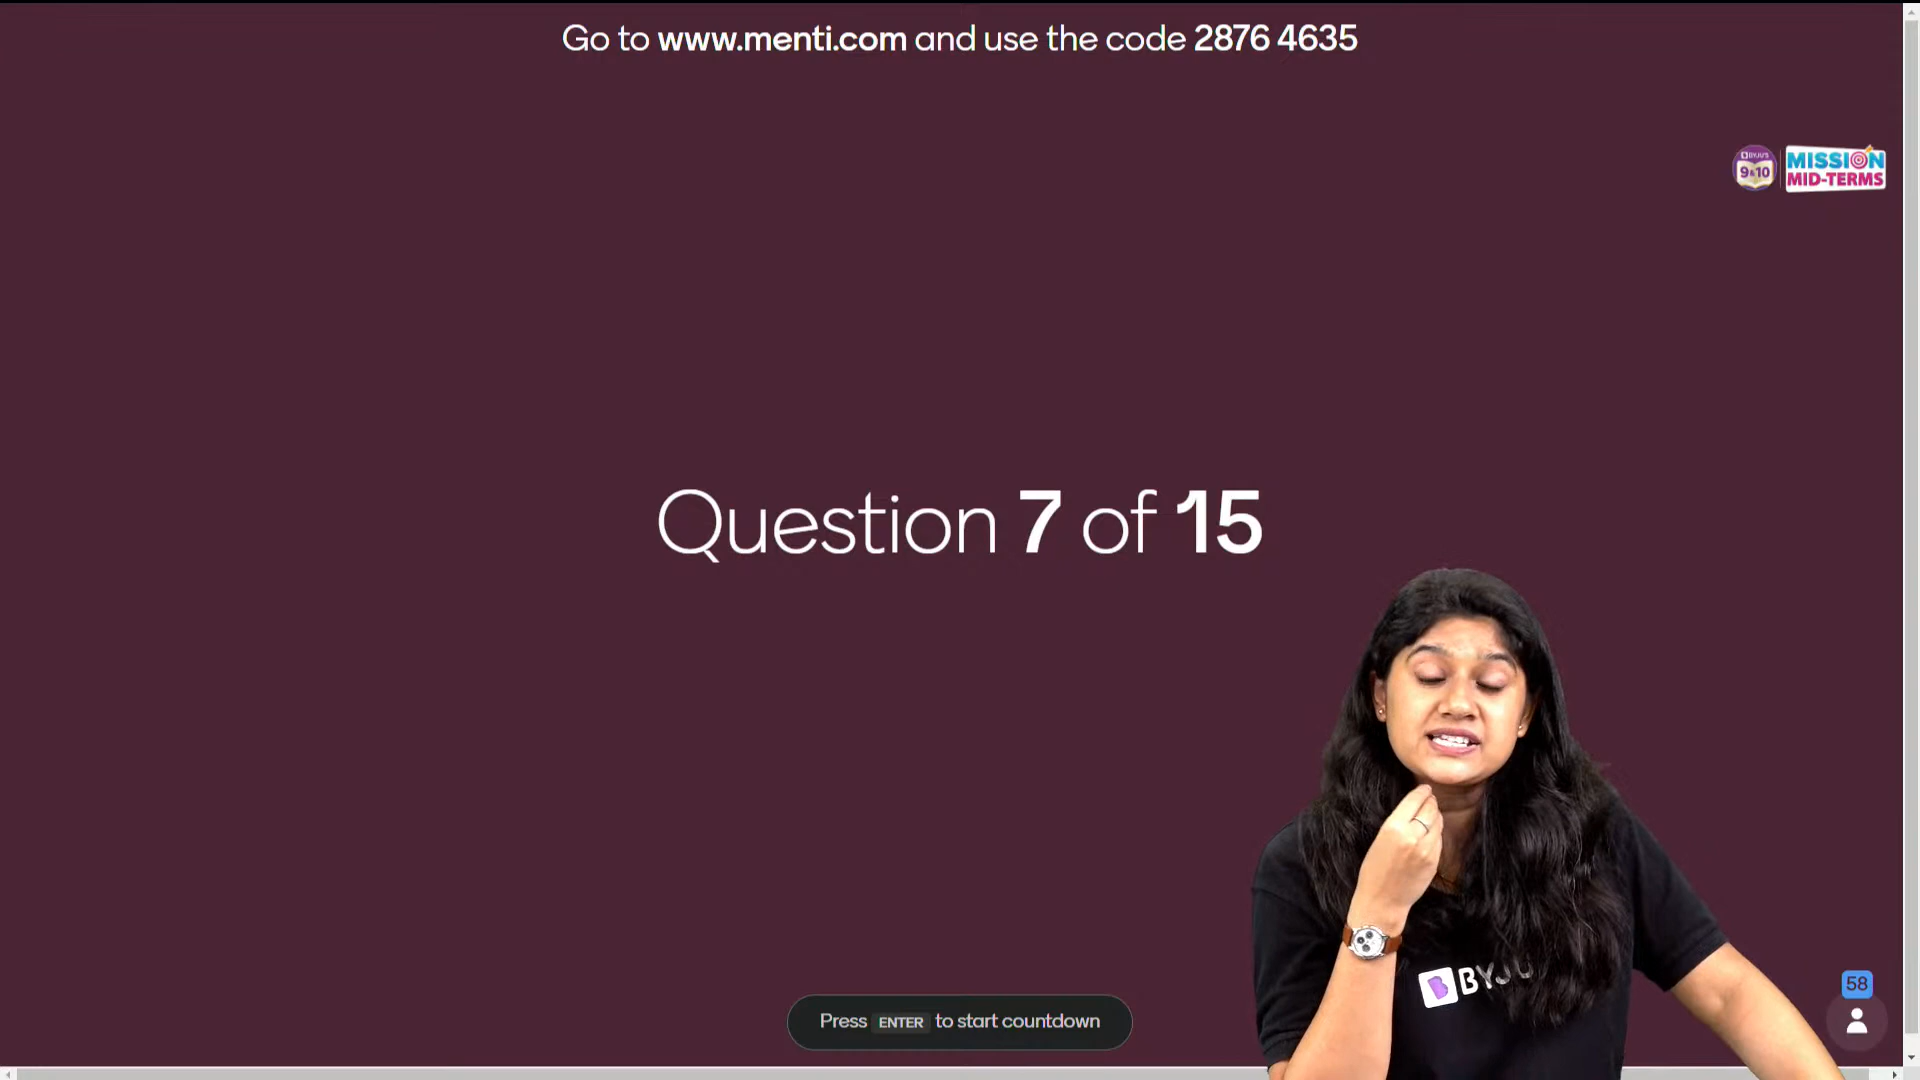 Go to www.menti.com and use the code 2876 4635
BYJU'S
9&10
MISSION
MID-TERMS
Question 7 of 15
BYJU
58
Press ENTER to start countdown